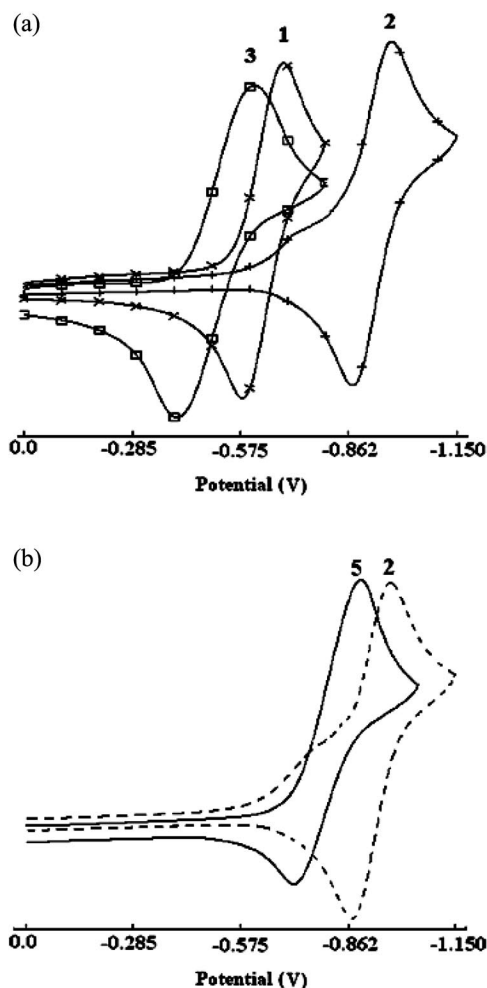 (a)
3 1 2
0.0 -0.285 -0.575 -0.862 -1.150
Potential (V)
(b)
5 2
0.0 -0.285 -0.575 -0.862 -1.150
Potential (V)